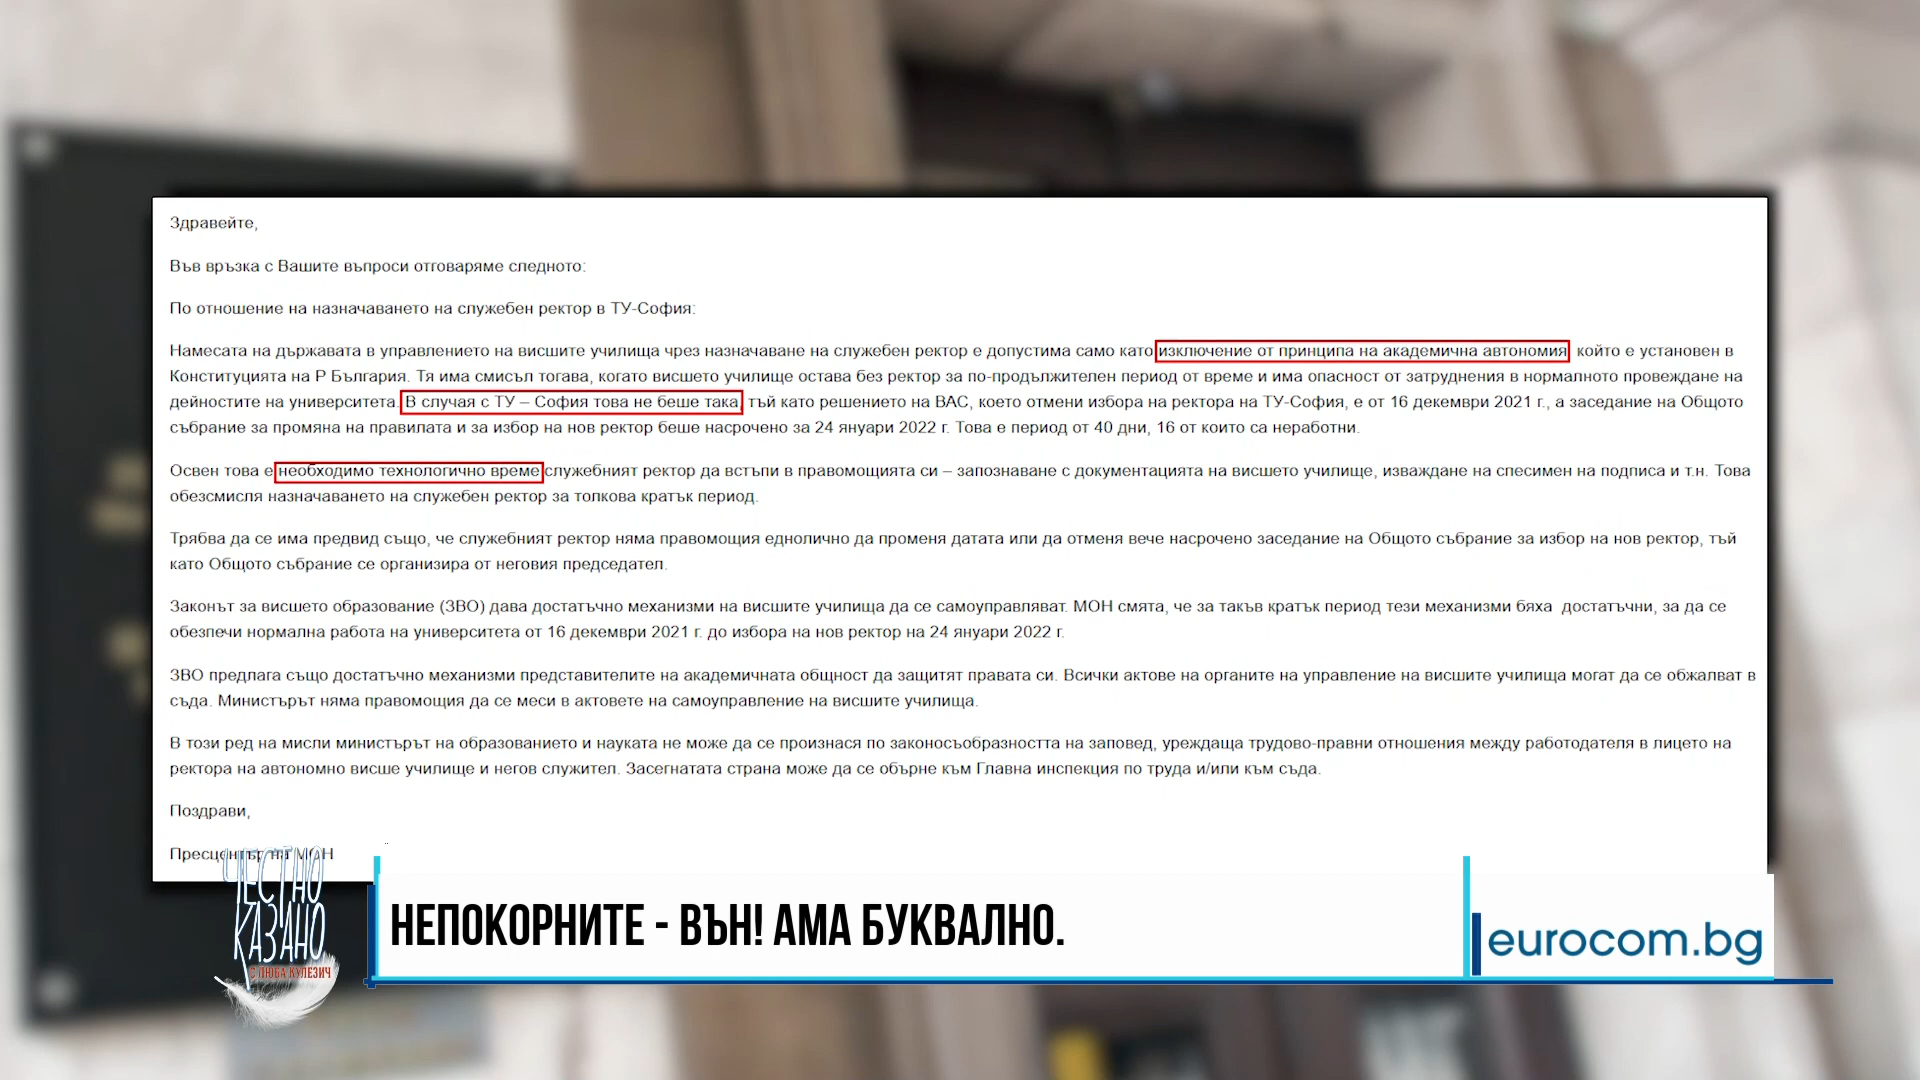 Здравейте,
Във връзка с Вашите въпроси отговаряме следното:
По отношение на назначаването на служебен ректор в ТУ-София:
Намесата на държавата в управлението на висшите училища чрез назначаване на служебен ректор е допустима само като изключение от принципа на академична автономия, който е установен в
Конституцията на Р България. Тя има смисъл тогава, когато висшето училище остава без ректор за по-продължителен период от време и има опасност от затруднения в нормалното провеждане на
дейностите на университета. В случая с ТУ – София това не беше така, тъй като решението на ВАС, което отмени избора на ректора на ТУ-София, е от 16 декември 2021 г., а заседание на Общото
събрание за промяна на правилата и за избор на нов ректор беше насрочено за 24 януари 2022 г. Това е период от 40 дни, 16 от които са неработни.
Освен това е необходимо технологично време служебният ректор да встъпи в правомощията си – запознаване с документацията на висшето училище, изваждане на спесимен на подписа и т.н. Това
обезсмисля назначаването на служебен ректор за толкова кратък период.
Трябва да се има предвид също, че служебният ректор няма правомощия еднолично да променя датата или да отменя вече насрочено заседание на Общото събрание за избор на нов ректор, тъй
като Общото събрание се организира от неговия председател.
Законът за висшето образование (ЗВО) дава достатъчно механизми на висшите училища да се самоуправляват. МОН смята, че за такъв кратък период тези механизми бяха достатъчни, за да се
обезпечи нормална работа на университета от 16 декември 2021 г. до избора на нов ректор на 24 януари 2022 г.
ЗВО предлага също достатъчно механизми представителите на академичната общност да защитят правата си. Всички актове на органите на управление на висшите училища могат да се обжалват в
съда. Министърът няма правомощия да се меси в актовете на самоуправление на висшите училища.
В този ред на мисли министърът на образованието и науката не може да се произнася по законосъобразността на заповед, уреждаща трудово-правни отношения между работодателя в лицето на
ректора на автономно висше училище и негов служител. Засегнатата страна може да се обърне към Главна инспекция по труда и/или към съда.
Поздрави,
Пресцентър на МОН
ЧЕСТНО
КАЗАНО
С ЛЮБА КУЛЕЗИЧ
НЕПОКОРНИТЕ - ВЪН! АМА БУКВАЛНО.
eurocom.bg